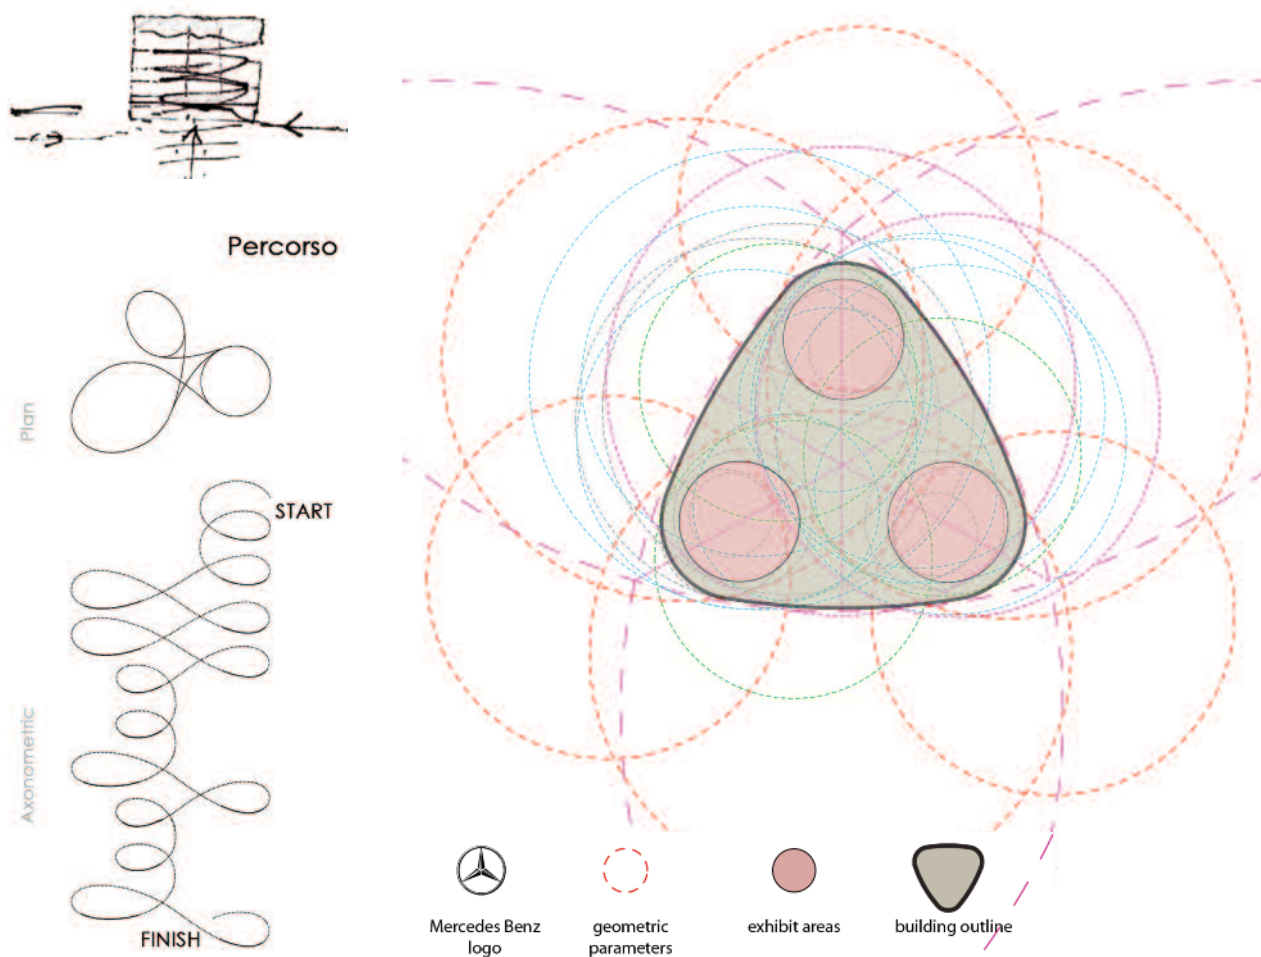 Percorso
Plan
START
Axonometric
FINISH
Mercedes Benz
logo
geometric
parameters
exhibit areas
building outline